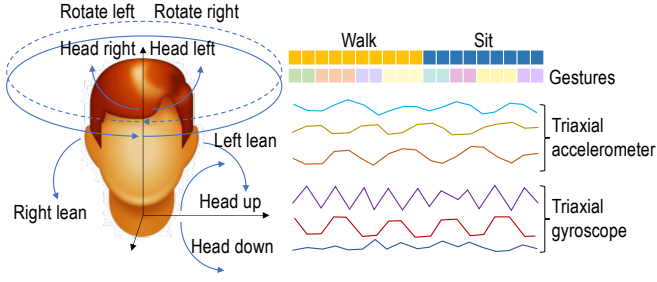 Rotate left Rotate right
Head right Head left
Left lean
Right lean
Head up
Head down
Walk Sit
Gestures
Triaxial
accelerometer
Triaxial
gyroscope